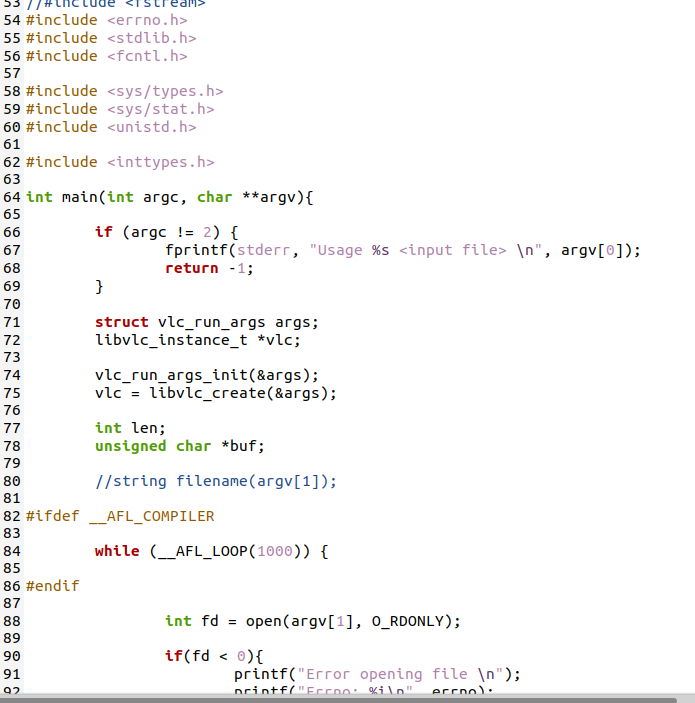 53 //#include <fstream>
54 #include <errno.h>
55 #include <stdlib.h>
56 #include <fcntl.h>
57
58 #include <sys/types.h>
59 #include <sys/stat.h>
60 #include <unistd.h>
61
62 #include <inttypes.h>
63
64 int main(int argc, char **argv){
65
66 if (argc != 2) {
67 fprintf(stderr, "Usage %s <input file> \n", argv[0]);
68 return -1;
69 }
70
71 struct vlc_run_args args;
72 libvlc_instance_t *vlc;
73
74 vlc_run_args_init(&args);
75 vlc = libvlc_create(&args);
76
77 int len;
78 unsigned char *buf;
79
80 //string filename(argv[1]);
81
82 #ifdef __AFL_COMPILER
83
84 while (__AFL_LOOP(1000)) {
85
86 #endif
87
88 int fd = open(argv[1], O_RDONLY);
89
90 if(fd < 0){
91 printf("Error opening file \n");
92 printf("Errno: %i\n", errno);